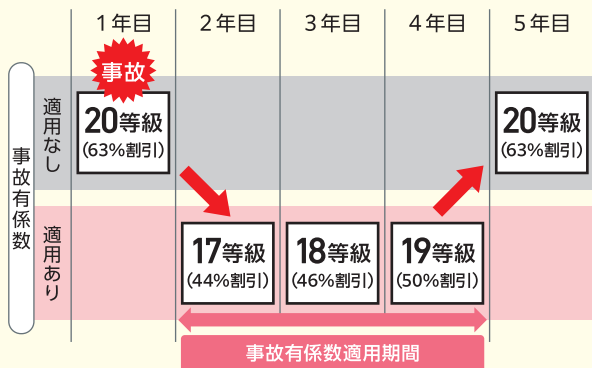 1年目
2年目
3年目
4年目
5年目
事故
事故有係数
適用なし
20等級
(63%割引)
20等級
(63%割引)
適用あり
17等級
(44%割引)
18等級
(46%割引)
19等級
(50%割引)
事故有係数適用期間